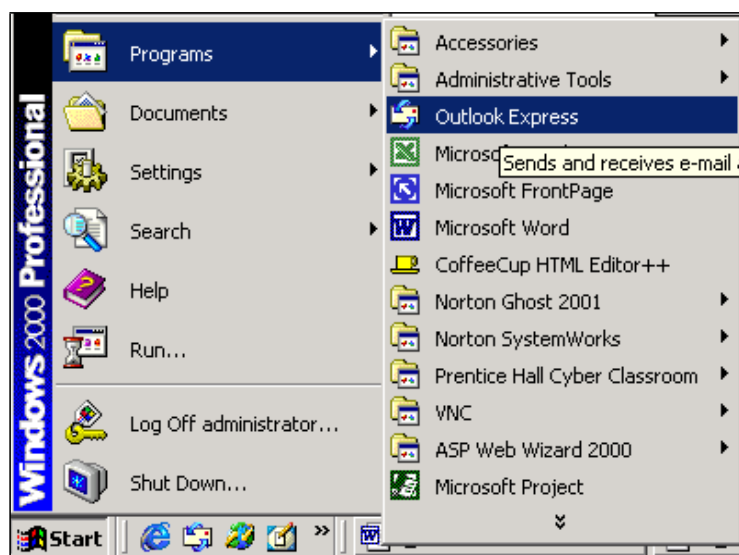 Windows 2000 Professional
Programs
Documents
Settings
Search
Help
Run...
Log Off administrator...
Shut Down...
Accessories
Administrative Tools
Outlook Express
Sends and receives e-mail
Microsoft FrontPage
Microsoft Word
CoffeeCup HTML Editor++
Norton Ghost 2001
Norton SystemWorks
Prentice Hall Cyber Classroom
VNC
ASP Web Wizard 2000
Microsoft Project
Start